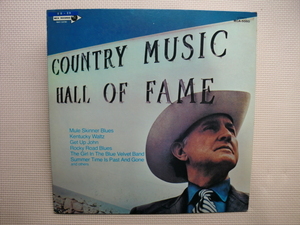 COUNTRY MUSIC
HALL OF FAME
Mule Skinner Blues
Kentucky Waltz
Get Up John
Rocky Road Blues
The Girl In The Blue Velvet Band
Summer Time Is Past And Gone